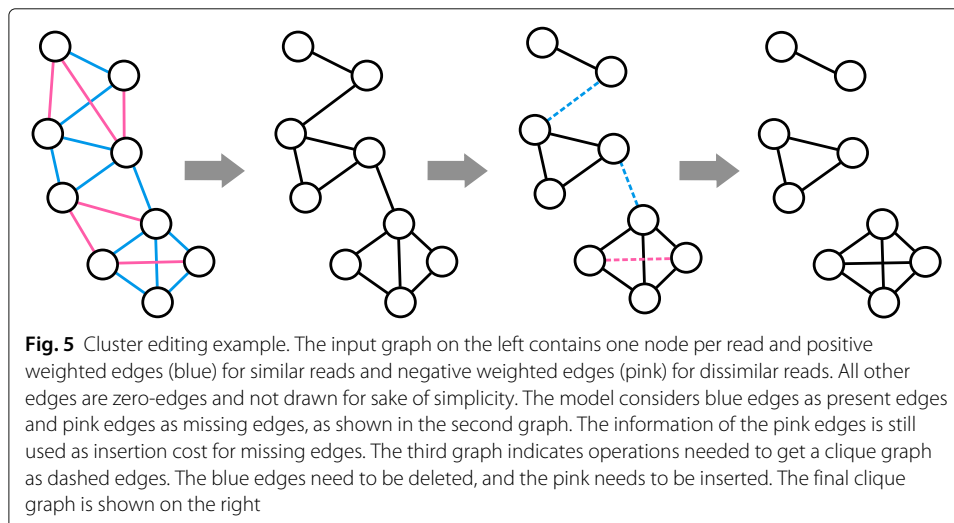 Fig. 5 Cluster editing example. The input graph on the left contains one node per read and positive
weighted edges (blue) for similar reads and negative weighted edges (pink) for dissimilar reads. All other
edges are zero-edges and not drawn for sake of simplicity. The model considers blue edges as present edges
and pink edges as missing edges, as shown in the second graph. The information of the pink edges is still
used as insertion cost for missing edges. The third graph indicates operations needed to get a clique graph
as dashed edges. The blue edges need to be deleted, and the pink needs to be inserted. The final clique
graph is shown on the right